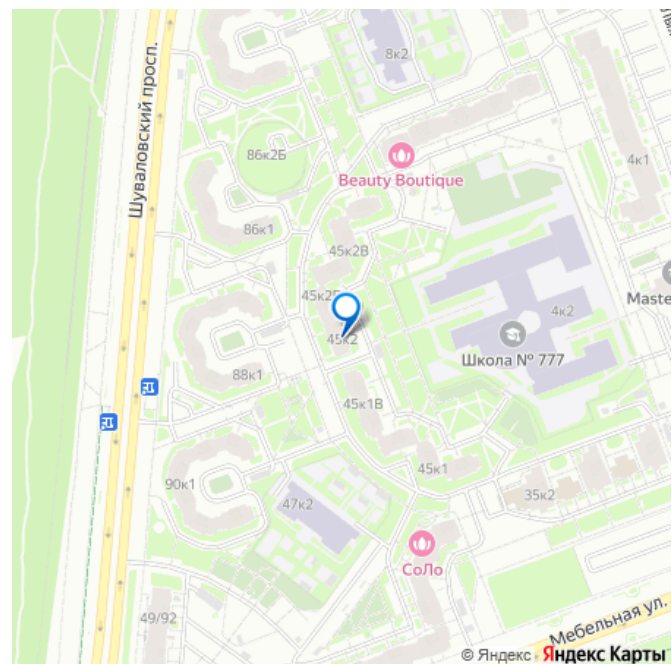 8к2
Шуваловский просп.
86к2Б
Beauty Boutique
4к1
86к1
45к2В
45к2Б
Master
4к2
45к2
Школа № 777
88к1
45к1В
45к1
90к1
47к2
35к2
СоЛо
49/92
Мебельная ул.
© Яндекс Яндекс Карты